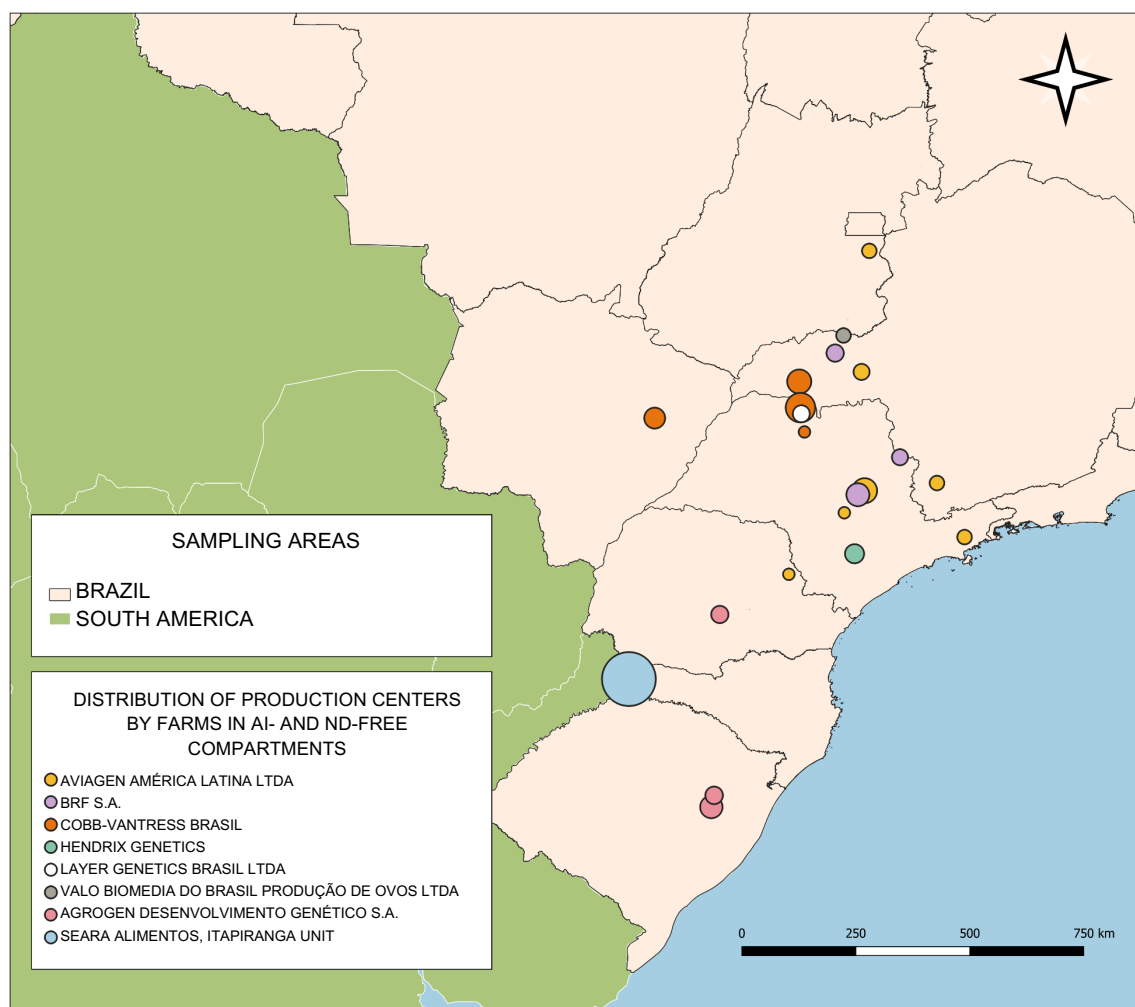 SAMPLING AREAS
BRAZIL
SOUTH AMERICA
DISTRIBUTION OF PRODUCTION CENTERS
BY FARMS IN AI- AND ND-FREE
COMPARTMENTS
AVIAGEN AMÉRICA LATINA LTDA
BRF S.A.
COBB-VANTRESS BRASIL
HENDRIX GENETICS
LAYER GENETICS BRASIL LTDA
VALO BIOMEDIA DO BRASIL PRODUÇÃO DE OVOS LTDA
AGROGEN DESENVOLVIMENTO GENÉTICO S.A.
SEARA ALIMENTOS, ITAPIRANGA UNIT
0 250 500 750 km